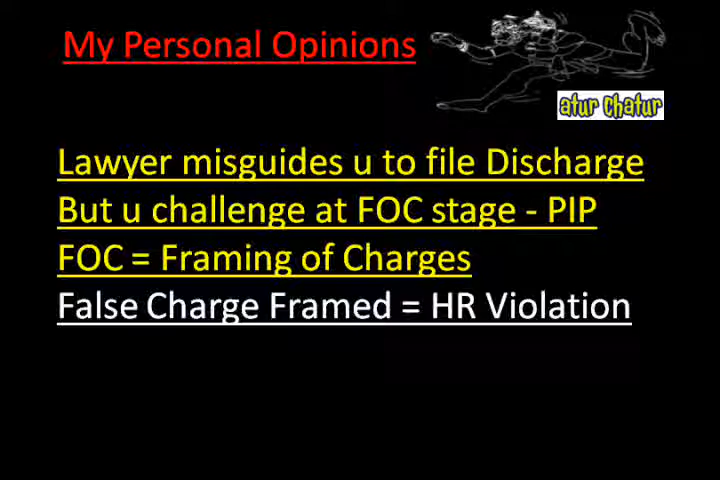 My Personal Opinions
atur chatur
Lawyer misguides u to file Discharge
But u challenge at FOC stage - PIP
FOC = Framing of Charges
False Charge Framed = HR Violation